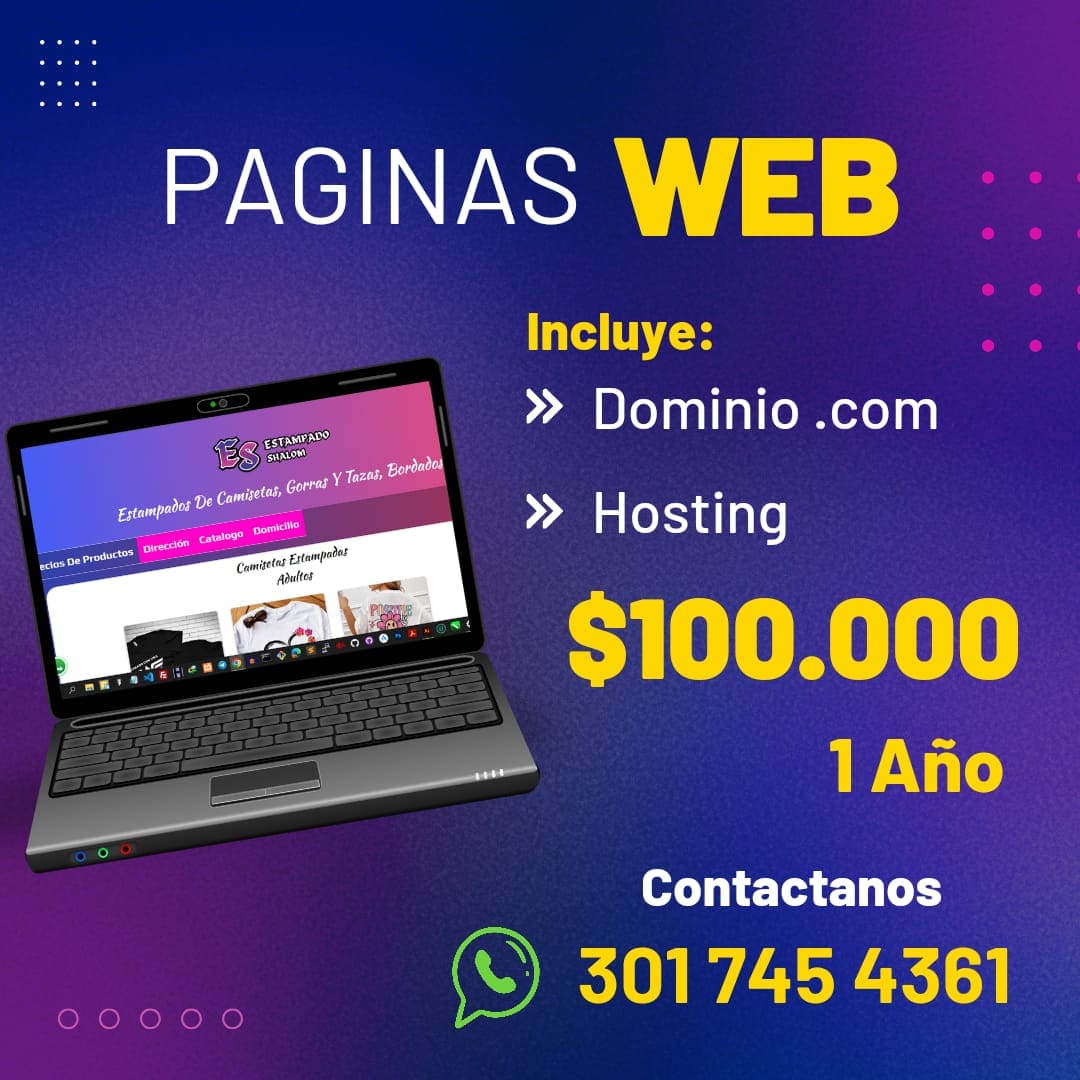 PAGINAS WEB
Incluye:
Dominio .com
Hosting
$100.000
1 Año
Contactanos
301 745 4361
ES ESTAMPADO
SHALOM
Estampados De Camisetas, Gorras Y Tazas, Bordados
ecios De Productos Dirección Catalogo Domicilio
Camisetas Estampadas
Adultos